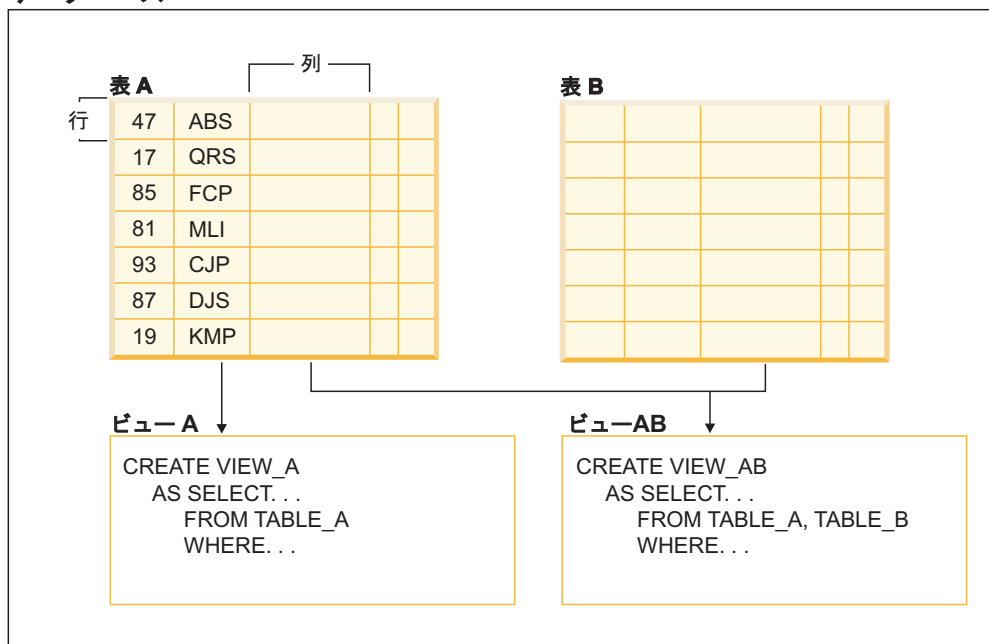 列
表 A
表 B
行
47 ABS
17 QRS
85 FCP
81 MLI
93 CJP
87 DJS
19 KMP
ビュー A
CREATE VIEW_A
AS SELECT. . .
FROM TABLE_A
WHERE. . .
ビューAB
CREATE VIEW_AB
AS SELECT. . .
FROM TABLE_A, TABLE_B
WHERE. . .